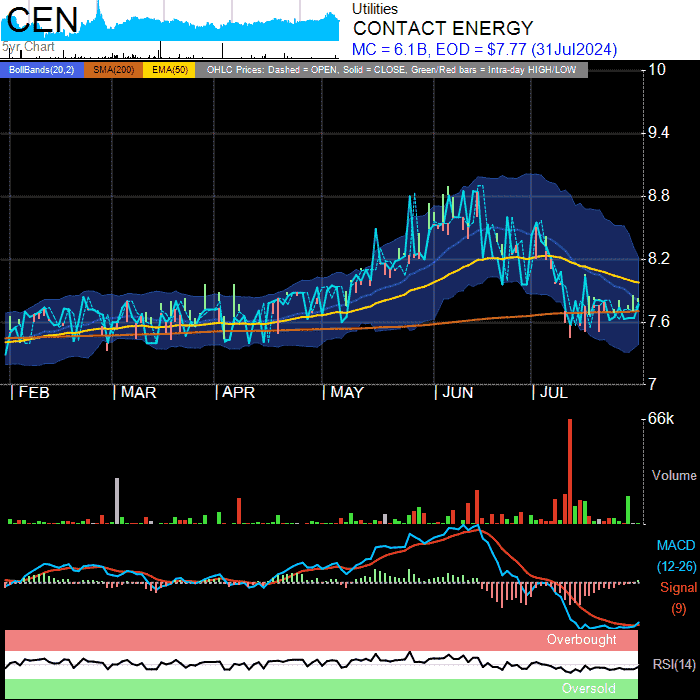 CEN
5yr Chart
Utilities
CONTACT ENERGY
MC = 6.1B, EOD = $7.77 (31Jul2024)
BollBands(20,2) SMA(200) EMA(50) OHLC Prices: Dashed = OPEN, Solid = CLOSE, Green/Red bars = Intra-day HIGH/LOW
10
9.4
8.8
8.2
7.6
7
FEB MAR APR MAY JUN JUL
66k
Volume
MACD
(12-26)
Signal
(9)
Overbought
RSI(14)
Oversold